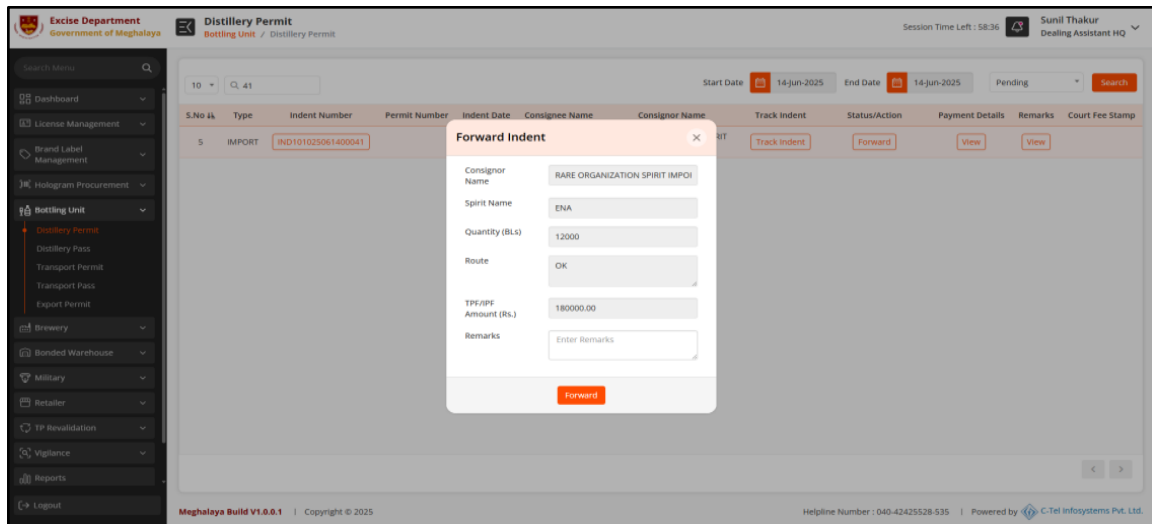 Excise Department
Government of Meghalaya
Distillery Permit
Bottling Unit / Distillery Permit
Session Time Left : 58:36
Sunil Thakur
Dealing Assistant HQ
Search Menu
Dashboard
License Management
Brand Label
Management
Hologram Procurement
Bottling Unit
Distillery Permit
Distillery Pass
Transport Permit
Transport Pass
Export Permit
Brewery
Bonded Warehouse
Military
Retailer
TP Revalidation
Vigilance
Reports
Logout
10 41 Start Date 14-Jun-2025 End Date 14-Jun-2025 Pending Search
S.No Type Indent Number Permit Number Indent Date Consignee Name Consignor Name Track Indent Status/Action Payment Details Remarks Court Fee Stamp
5 IMPORT IND101025061400041 Track Indent Forward View View
Forward Indent
Consignor
Name
RARE ORGANIZATION SPIRIT IMPO
Spirit Name ENA
Quantity (BLs) 12000
Route OK
TPF/IPF
Amount (Rs.)
180000.00
Remarks Enter Remarks
Forward
Meghalaya Build V1.0.0.1 | Copyright © 2025
Helpline Number : 040-42425528-535 | Powered by C-Tel Infosystems Pvt. Ltd.